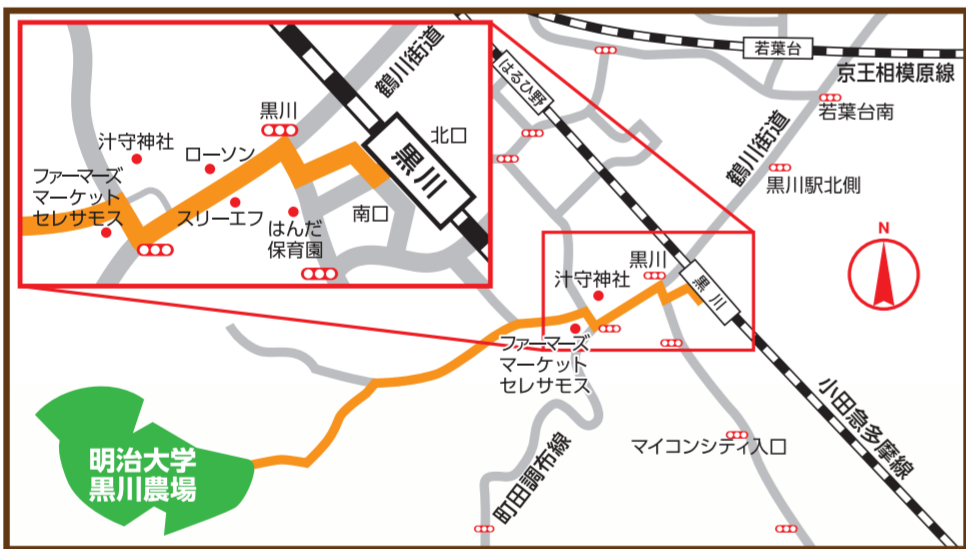 鶴川街道
黒川
北口
汁守神社
ローソン
黒川
ファーマーズ
マーケット
セレサモス
スリーエフ
はんだ
保育園
南口
若葉台
京王相模原線
はるひ野
若葉台南
鶴川街道
黒川駅北側
N
黒川
汁守神社
黒川
ファーマーズ
マーケット
セレサモス
小田急多摩線
マイコンシティ入口
町田調布線
明治大学
黒川農場